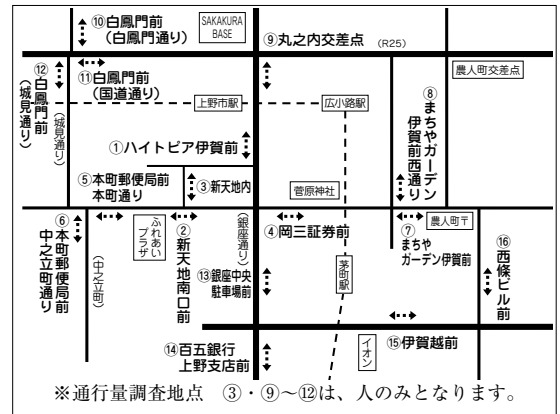 ⑩白鳳門前
（白鳳門通り）
SAKAKURA
BASE
⑨丸之内交差点
(R25)
⑫白鳳門前
（城見通り）
（城見通り）
⑪白鳳門前
（国道通り）
上野市駅
広小路駅
農人町交差点
⑧まちやガーデン
伊賀前西通り
①ハイトピア伊賀前
⑤本町郵便局前
本町通り
③新天地内
菅原神社
⑥本町郵便局前
中之立町通り
（中之立町）
ふれあい
プラザ
②新天地南口前
（銀座通り）
④岡三証券前
農人町〒
⑦
まちや
ガーデン伊賀前
⑬銀座中央
駐車場前
茅町駅
⑯西條ビル前
⑭百五銀行
上野支店前
イオン
⑮伊賀越前
※通行量調査地点　③・⑨～⑫は、人のみとなります。